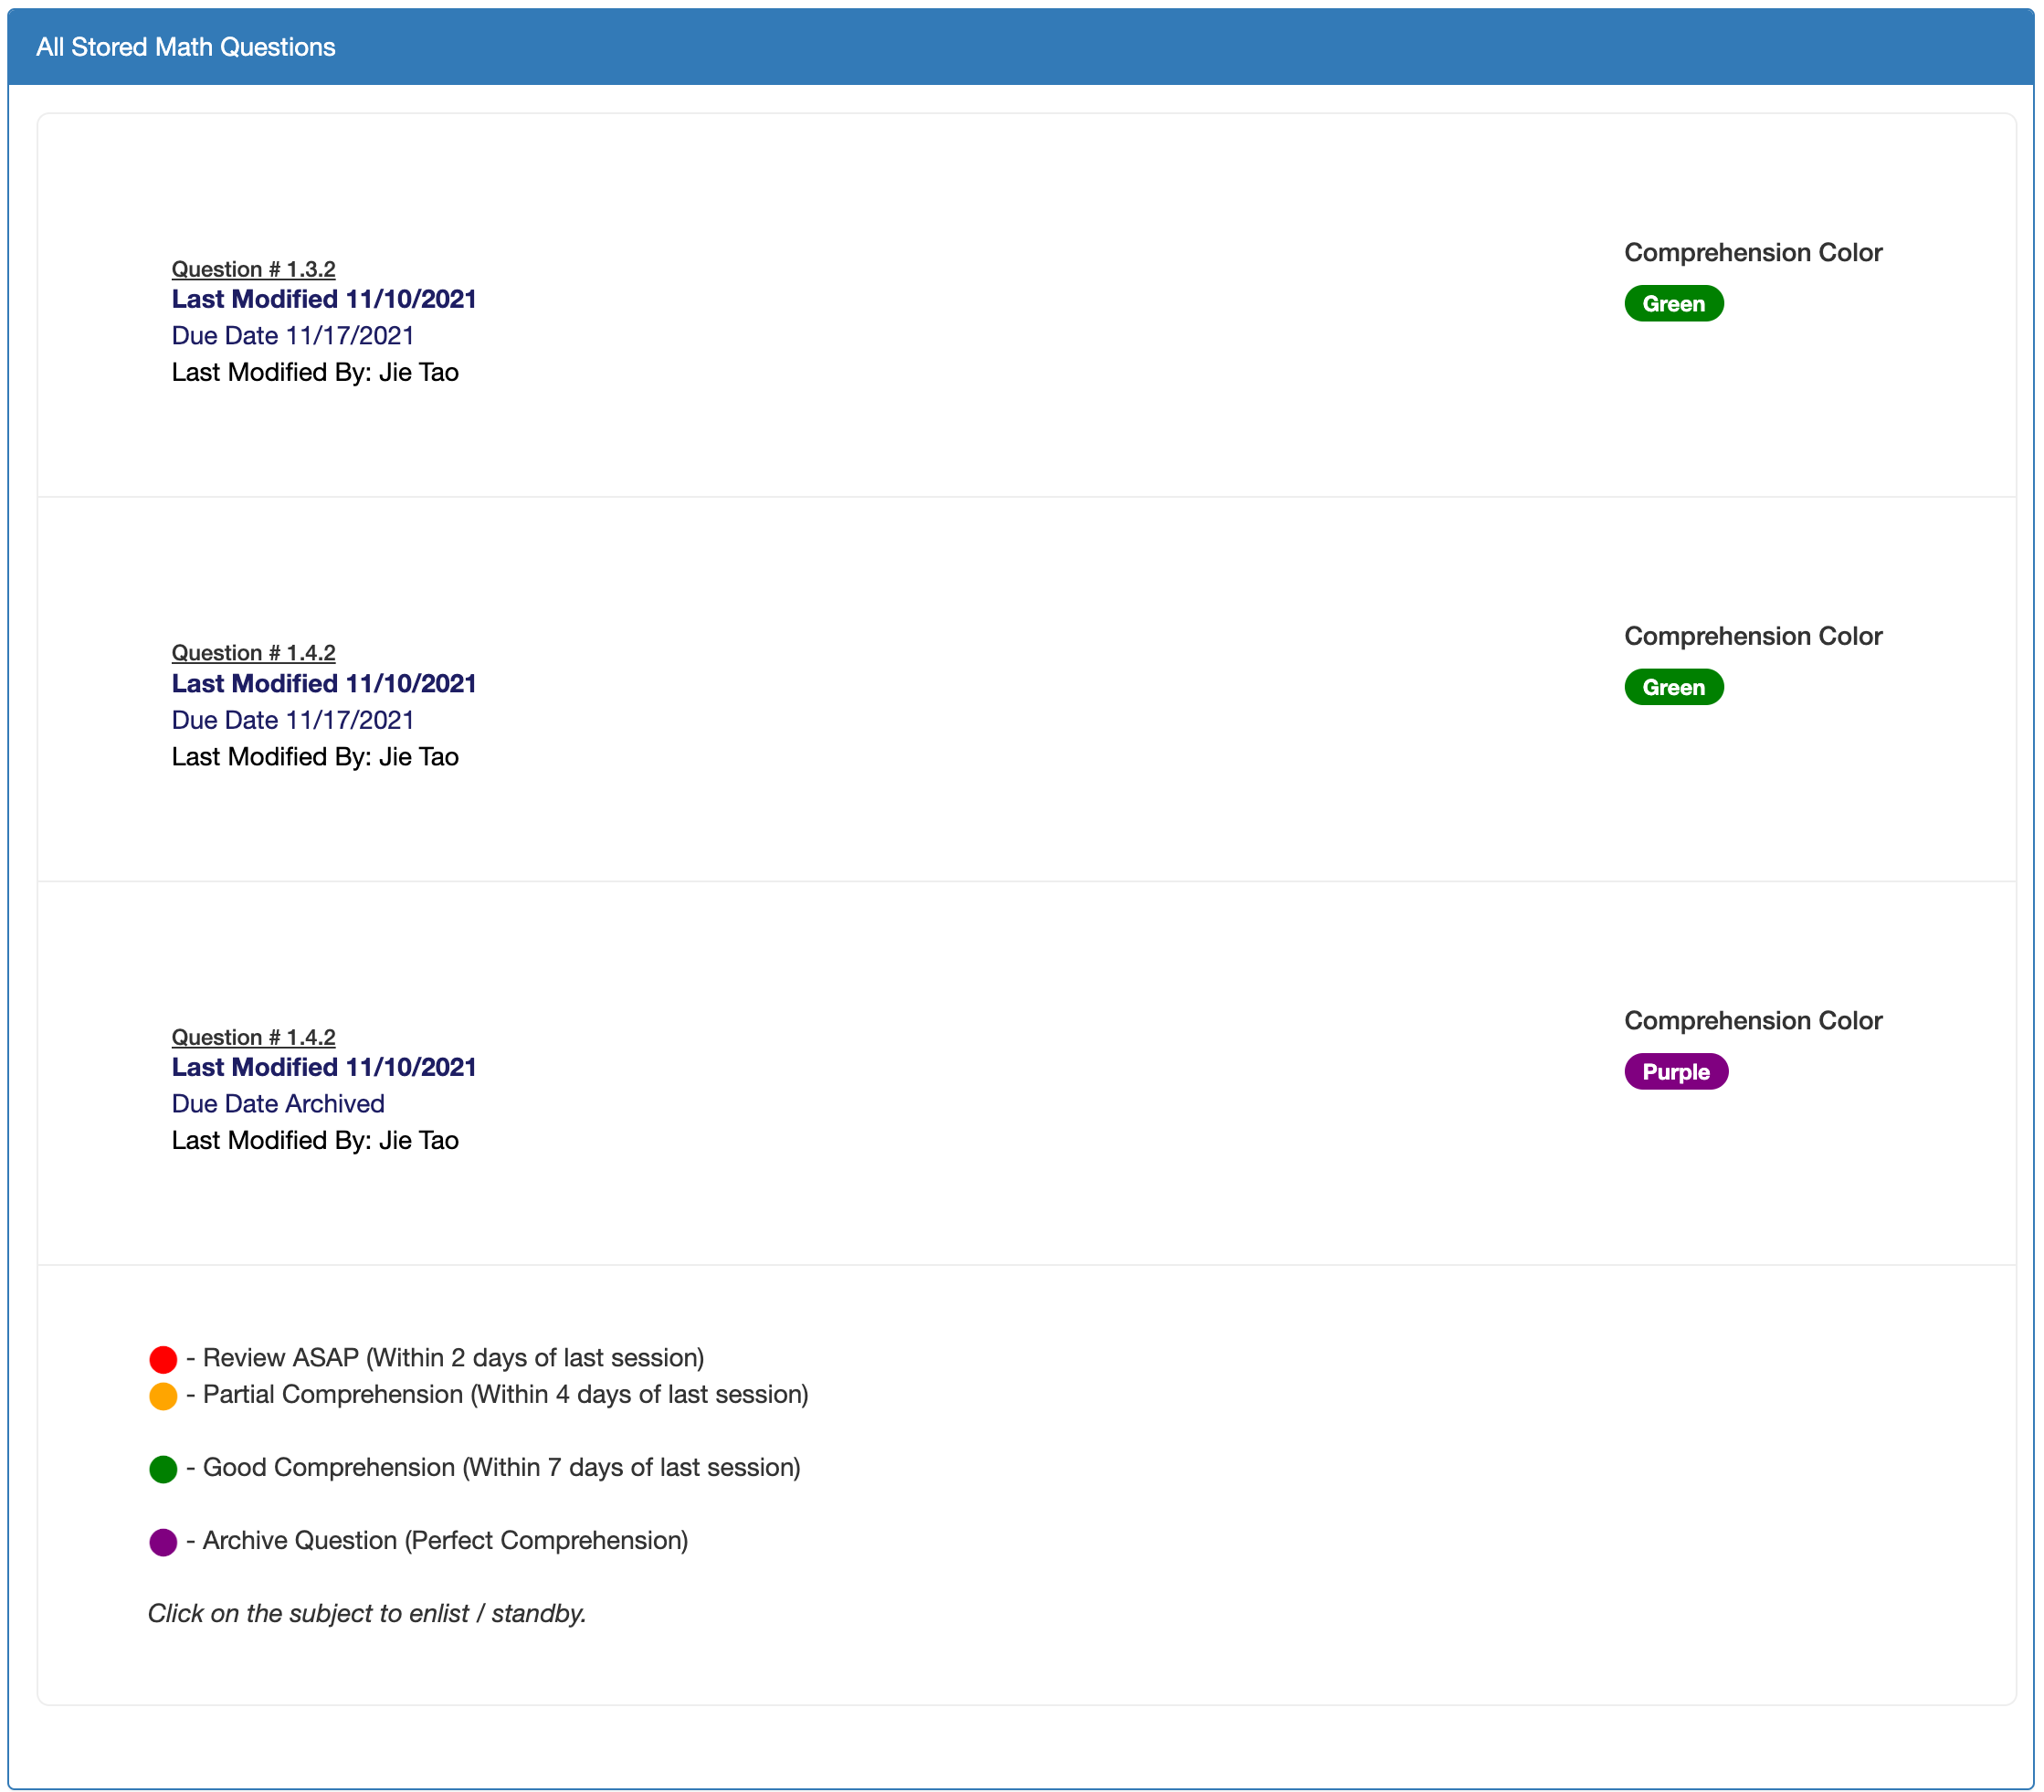 All Stored Math Questions
Question # 1.3.2
Last Modified 11/10/2021
Due Date 11/17/2021
Last Modified By: Jie Tao
Comprehension Color
Green
Question # 1.4.2
Last Modified 11/10/2021
Due Date 11/17/2021
Last Modified By: Jie Tao
Comprehension Color
Green
Question # 1.4.2
Last Modified 11/10/2021
Due Date Archived
Last Modified By: Jie Tao
Comprehension Color
Purple
- Review ASAP (Within 2 days of last session)
- Partial Comprehension (Within 4 days of last session)
- Good Comprehension (Within 7 days of last session)
- Archive Question (Perfect Comprehension)
Click on the subject to enlist / standby.